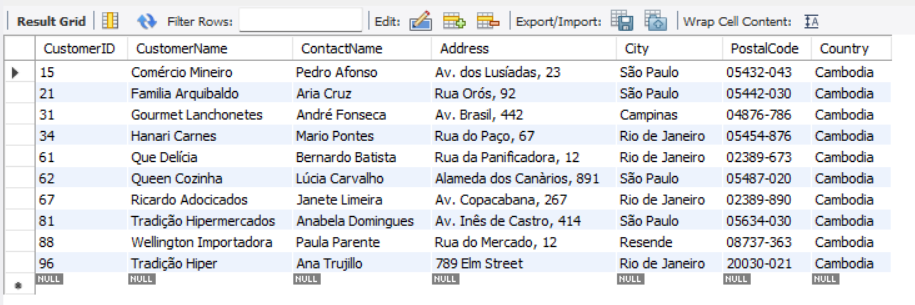 Result Grid Filter Rows: Edit: Export/Import: Wrap Cell Content: IA
CustomerID CustomerName ContactName Address City PostalCode Country
15 Comércio Mineiro Pedro Afonso Av. dos Lusíadas, 23 São Paulo 05432-043 Cambodia
21 Familia Arquibaldo Aria Cruz Rua Orós, 92 São Paulo 05442-030 Cambodia
31 Gourmet Lanchonetes André Fonseca Av. Brasil, 442 Campinas 04876-786 Cambodia
34 Hanari Carnes Mario Pontes Rua do Paço, 67 Rio de Janeiro 05454-876 Cambodia
61 Que Delícia Bernardo Batista Rua da Panificadora, 12 Rio de Janeiro 02389-673 Cambodia
62 Queen Cozinha Lúcia Carvalho Alameda dos Canàrios, 891 São Paulo 05487-020 Cambodia
67 Ricardo Adocicados Janete Limeira Av. Copacabana, 267 Rio de Janeiro 02389-890 Cambodia
81 Tradição Hipermercados Anabela Domingues Av. Inês de Castro, 414 São Paulo 05634-030 Cambodia
88 Wellington Importadora Paula Parente Rua do Mercado, 12 Resende 08737-363 Cambodia
96 Tradição Hiper Ana Trujillo 789 Elm Street Rio de Janeiro 20030-021 Cambodia
NULL NULL NULL NULL NULL NULL NULL